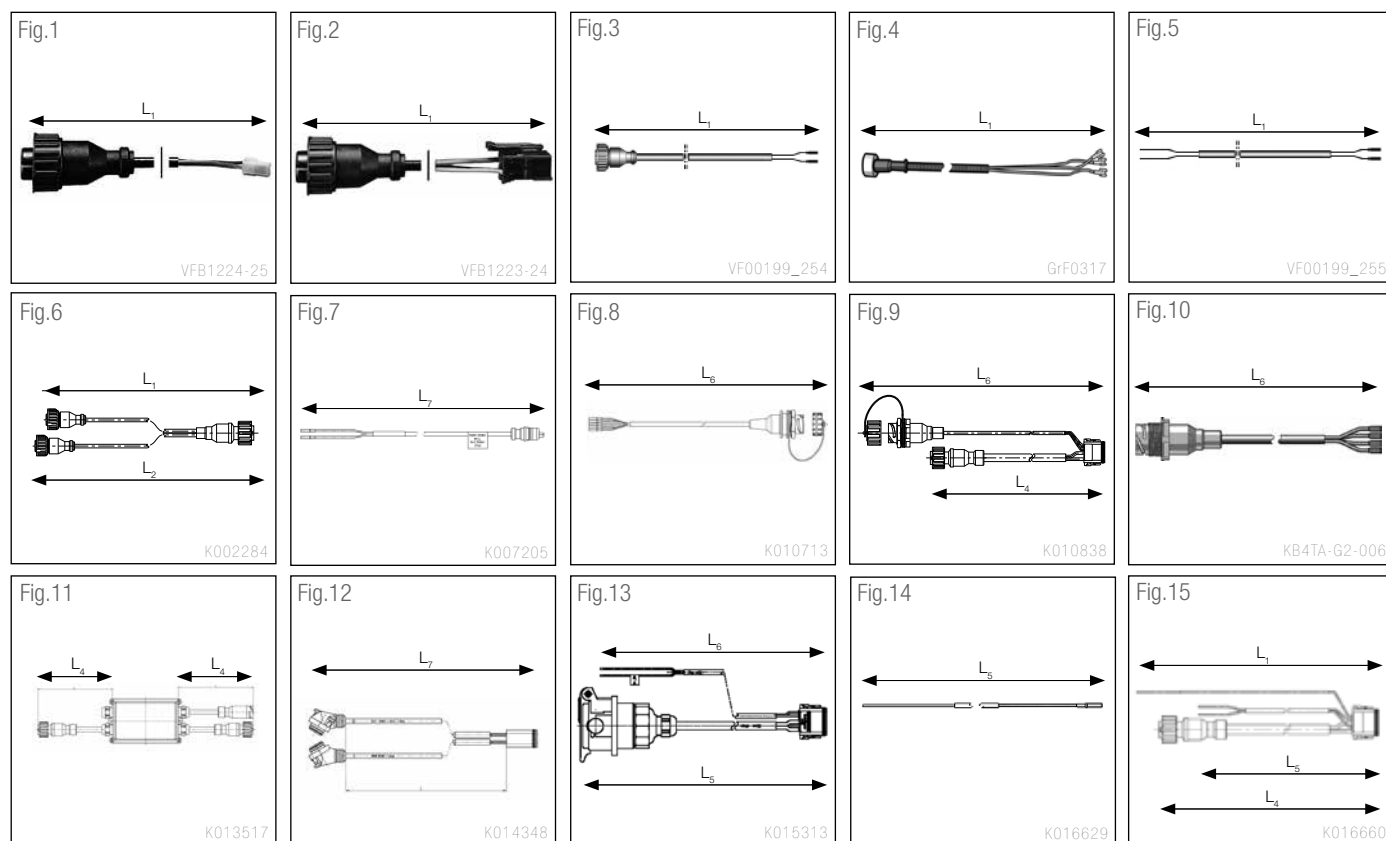 Fig.1
L1
VFB1224-25
Fig.2
L1
VFB1223-24
Fig.3
L1
VF00199_254
Fig.4
L1
GrF0317
Fig.5
L1
VF00199_255
Fig.6
L1
L2
K002284
Fig.7
L7
K007205
Fig.8
L6
K010713
Fig.9
L6
L4
K010838
Fig.10
L6
KB4TA-G2-006
Fig.11
L4
L4
K013517
Fig.12
L7
K014348
Fig.13
L6
L5
K015313
Fig.14
L5
K016629
Fig.15
L1
L5
L4
K016660